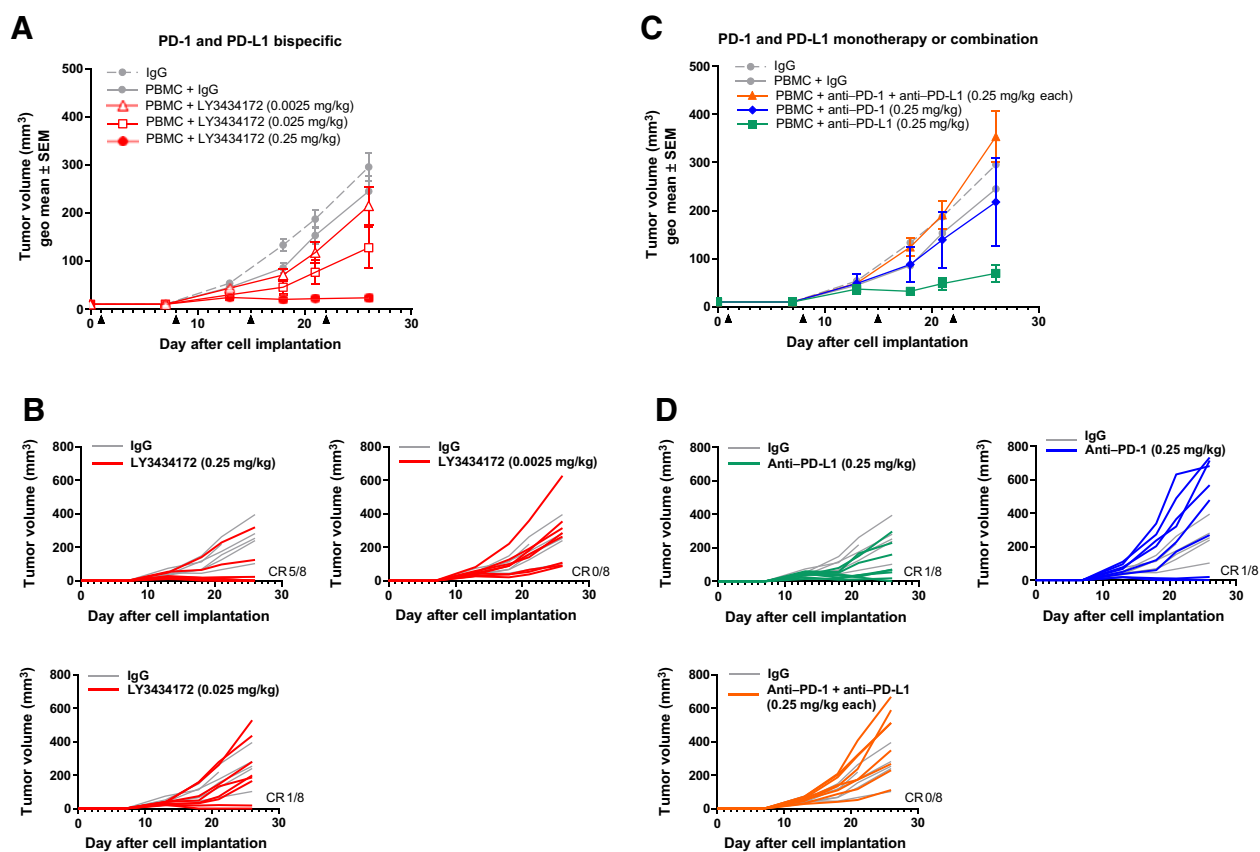 A
PD-1 and PD-L1 bispecific
IgG
PBMC + IgG
PBMC + LY3434172 (0.0025 mg/kg)
PBMC + LY3434172 (0.025 mg/kg)
PBMC + LY3434172 (0.25 mg/kg)
Tumor volume (mm³)
geo mean ± SEM
500
400
300
200
100
0
0 10 20 30
Day after cell implantation
C
PD-1 and PD-L1 monotherapy or combination
IgG
PBMC + IgG
PBMC + anti–PD-1 + anti–PD-L1 (0.25 mg/kg each)
PBMC + anti–PD-1 (0.25 mg/kg)
PBMC + anti–PD-L1 (0.25 mg/kg)
Tumor volume (mm³)
geo mean ± SEM
500
400
300
200
100
0
0 10 20 30
Day after cell implantation
B
IgG
LY3434172 (0.25 mg/kg)
Tumor volume (mm³)
800
600
400
200
0
CR 5/8
0 10 20 30
Day after cell implantation
IgG
LY3434172 (0.0025 mg/kg)
Tumor volume (mm³)
800
600
400
200
0
CR 0/8
0 10 20 30
Day after cell implantation
IgG
LY3434172 (0.025 mg/kg)
Tumor volume (mm³)
800
600
400
200
0
CR 1/8
0 10 20 30
Day after cell implantation
D
IgG
Anti–PD-L1 (0.25 mg/kg)
Tumor volume (mm³)
800
600
400
200
0
CR 1/8
0 10 20 30
Day after cell implantation
IgG
Anti–PD-1 (0.25 mg/kg)
Tumor volume (mm³)
800
600
400
200
0
CR 1/8
0 10 20 30
Day after cell implantation
IgG
Anti–PD-1 + anti–PD-L1
(0.25 mg/kg each)
Tumor volume (mm³)
800
600
400
200
0
CR 0/8
0 10 20 30
Day after cell implantation